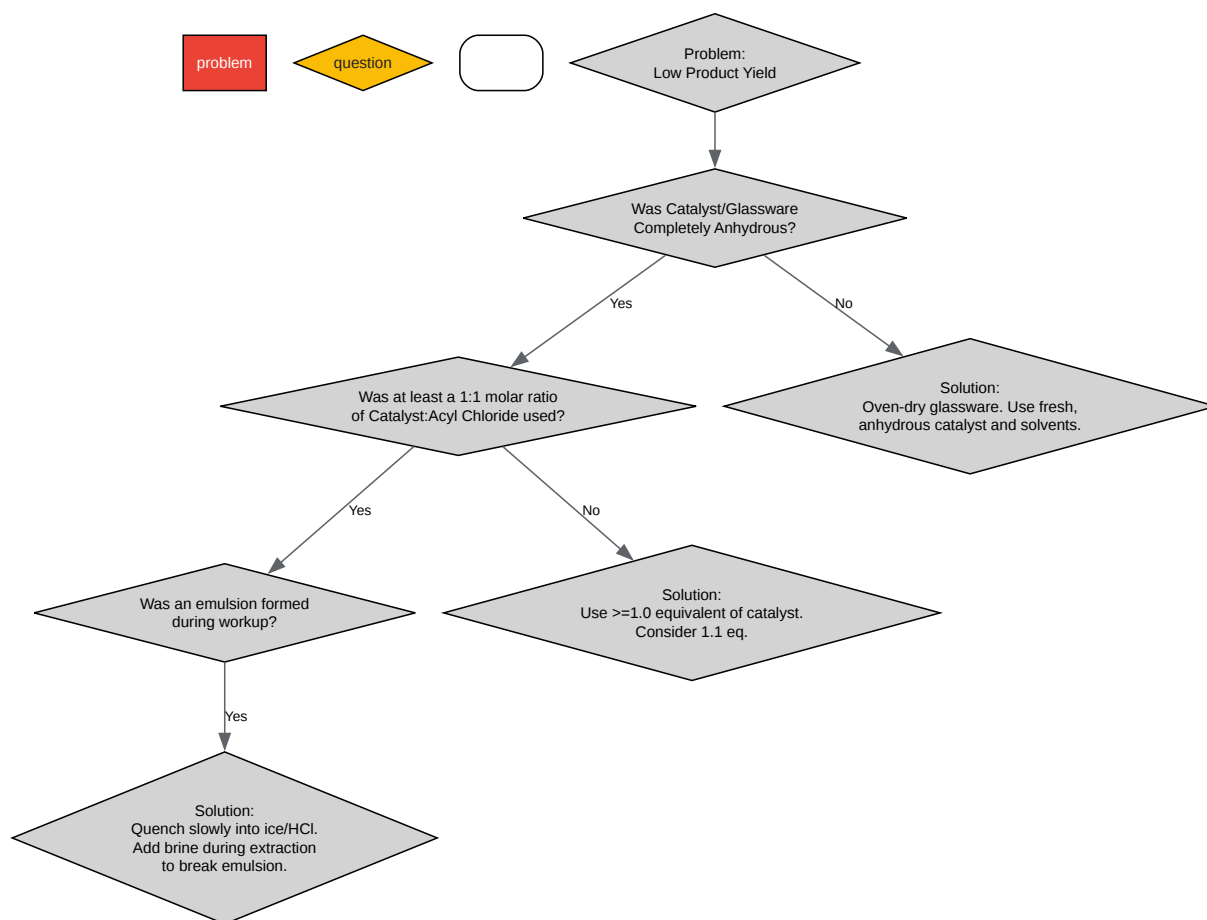 problem
question
Problem:
Low Product Yield
Was Catalyst/Glassware
Completely Anhydrous?
Yes
No
Was at least a 1:1 molar ratio
of Catalyst:Acyl Chloride used?
Solution:
Oven-dry glassware. Use fresh,
anhydrous catalyst and solvents.
Yes
No
Was an emulsion formed
during workup?
Solution:
Use >=1.0 equivalent of catalyst.
Consider 1.1 eq.
Yes
Solution:
Quench slowly into ice/HCl.
Add brine during extraction
to break emulsion.